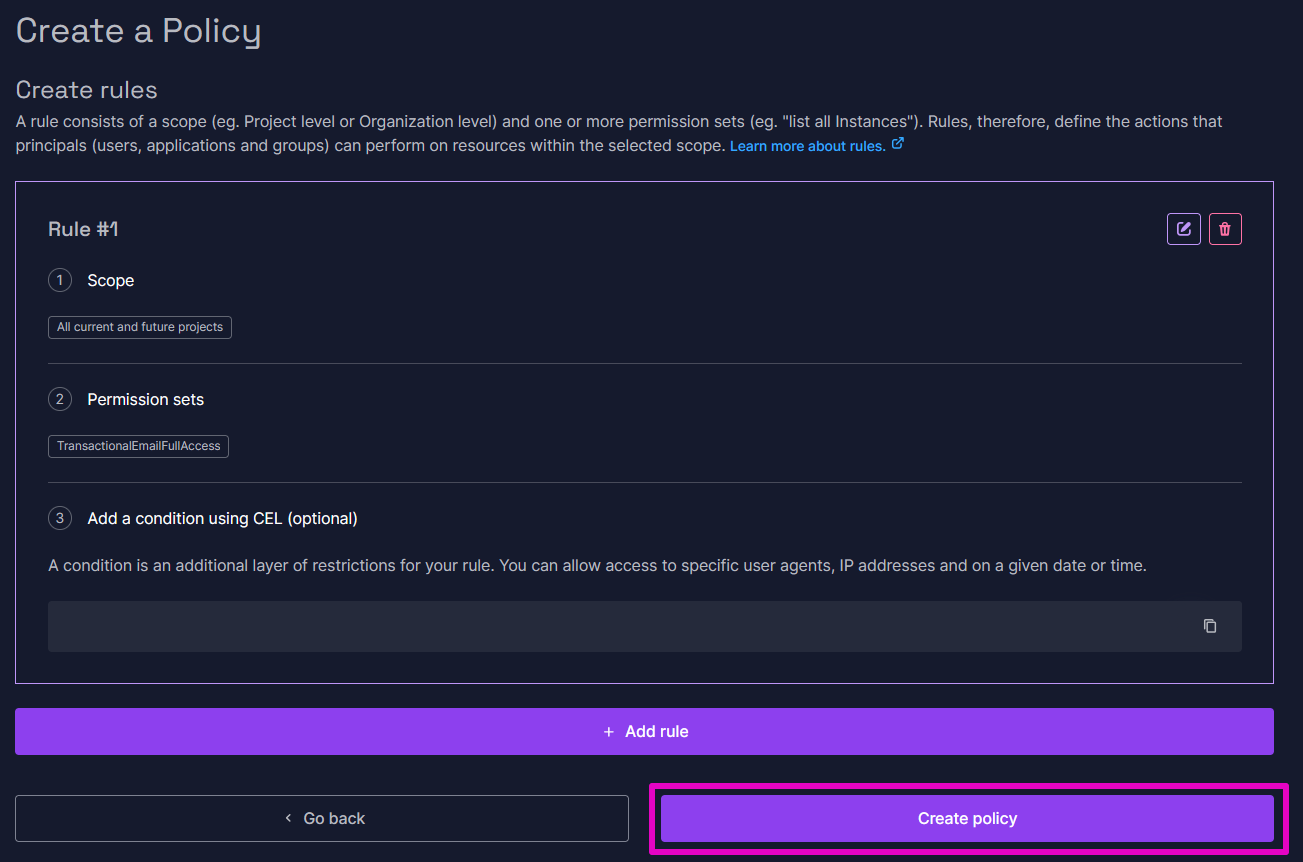 Create a Policy
Create rules
A rule consists of a scope (eg. Project level or Organization level) and one or more permission sets (eg. "list all Instances"). Rules, therefore, define the actions that
principals (users, applications and groups) can perform on resources within the selected scope. Learn more about rules.
Rule #1
1 Scope
All current and future projects
2 Permission sets
TransactionalEmailFullAccess
3 Add a condition using CEL (optional)
A condition is an additional layer of restrictions for your rule. You can allow access to specific user agents, IP addresses and on a given date or time.
+ Add rule
Go back
Create policy